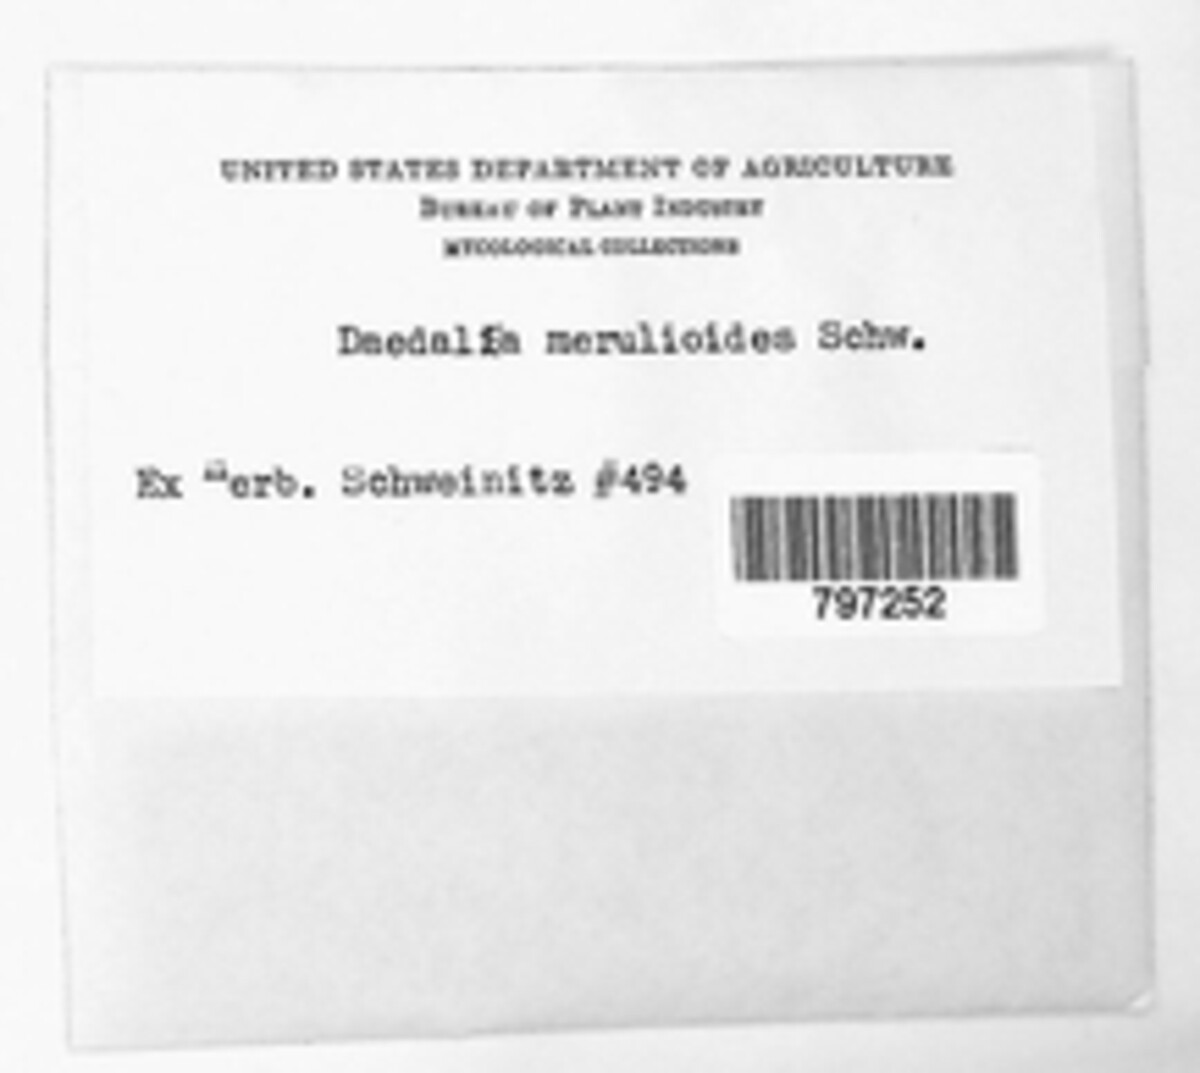 UNITED STATES DEPARTMENT OF AGRICULTURE
BUREAU OF PLANT INDUSTRY
MYCOLOGICAL COLLECTIONS
Daedalea merulioides Schw.
Ex Herb. Schweinitz #494
797252